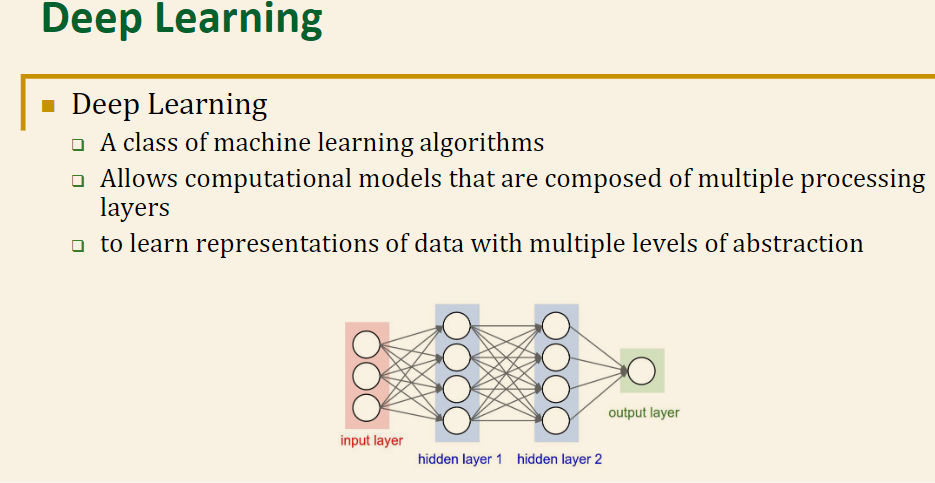 Deep Learning
Deep Learning
A class of machine learning algorithms
Allows computational models that are composed of multiple processing
layers
to learn representations of data with multiple levels of abstraction
input layer
hidden layer 1
hidden layer 2
output layer